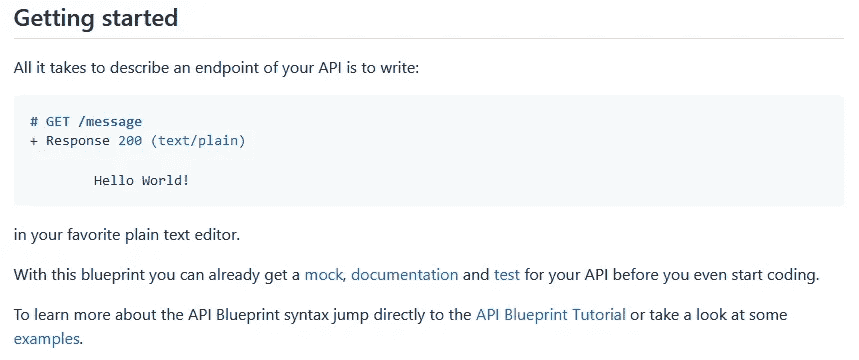 Getting started
All it takes to describe an endpoint of your API is to write:
# GET /message
+ Response 200 (text/plain)
Hello World!
in your favorite plain text editor.
With this blueprint you can already get a mock, documentation and test for your API before you even start coding.
To learn more about the API Blueprint syntax jump directly to the API Blueprint Tutorial or take a look at some
examples.